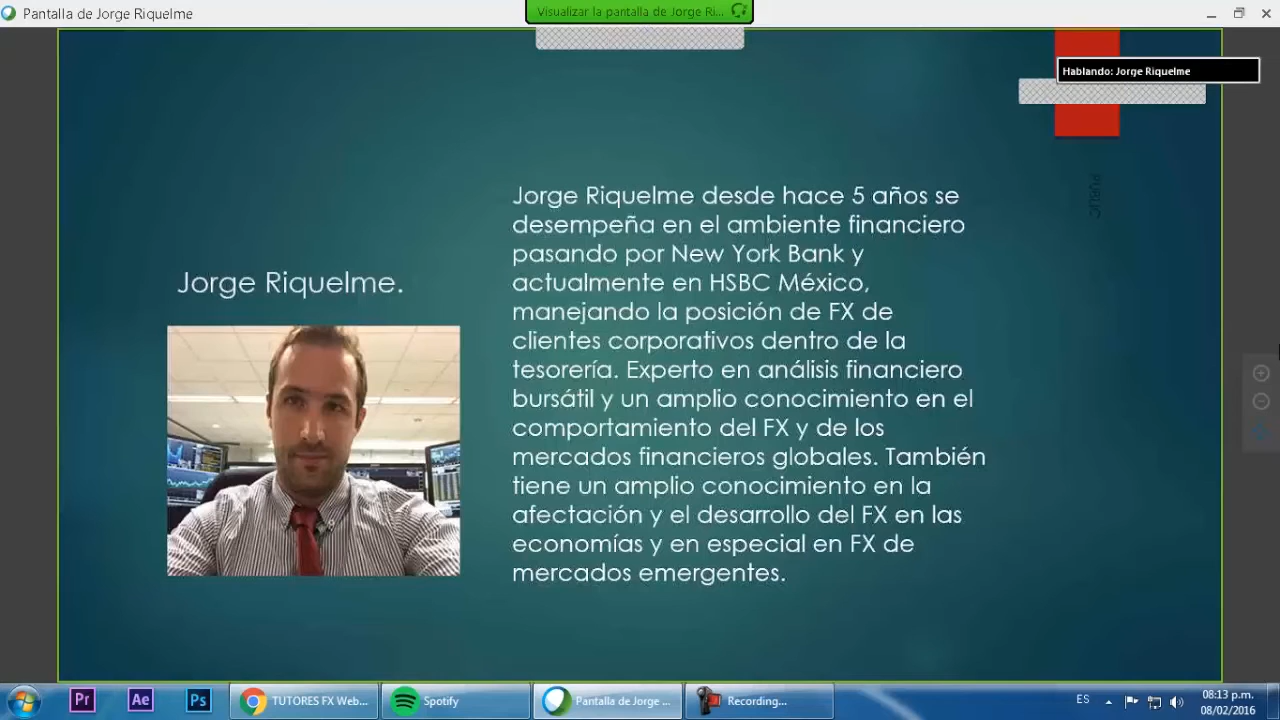 Pantalla de Jorge Riquelme
Visualizar la pantalla de Jorge Ri...
Hablando: Jorge Riquelme
PUBLIC
Jorge Riquelme.
Jorge Riquelme desde hace 5 años se
desempeña en el ambiente financiero
pasando por New York Bank y
actualmente en HSBC México,
manejando la posición de FX de
clientes corporativos dentro de la
tesorería. Experto en análisis financiero
bursátil y un amplio conocimiento en el
comportamiento del FX y de los
mercados financieros globales. También
tiene un amplio conocimiento en la
afectación y el desarrollo del FX en las
economías y en especial en FX de
mercados emergentes.
Pr
Ae
Ps
TUTORES FX Web...
Spotify
Pantalla de Jorge ...
Recording...
ES
08:13 p.m.
08/02/2016